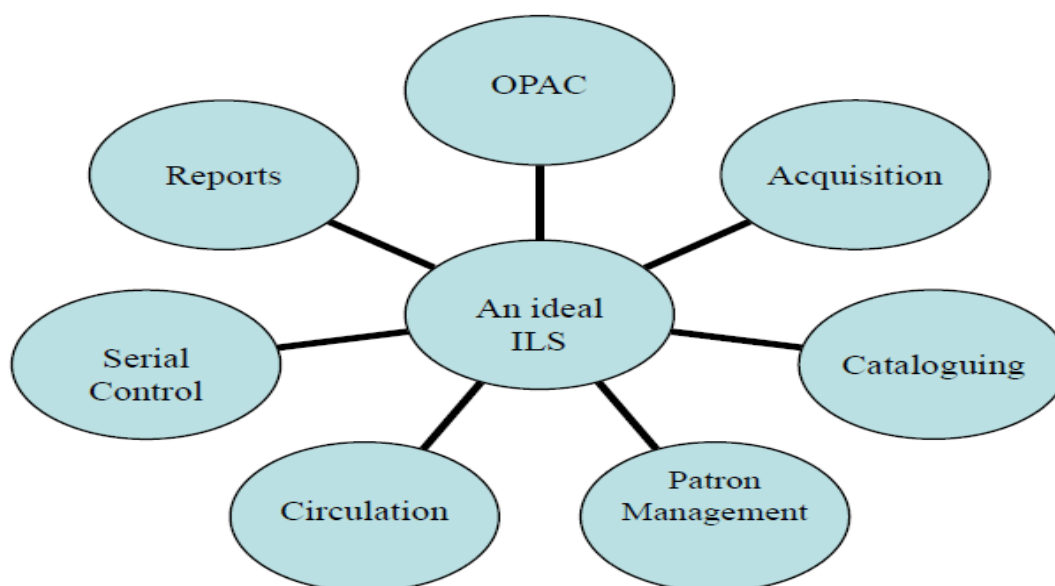 OPAC
Reports
Acquisition
An ideal
ILS
Serial
Control
Cataloguing
Circulation
Patron
Management